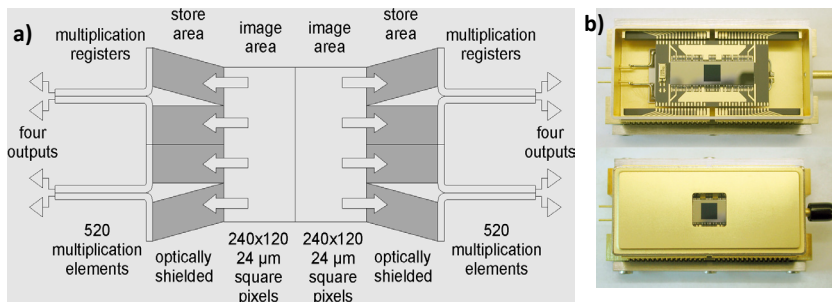 a)
multiplication
registers
store
area
image
area
image
area
store
area
multiplication
registers
four
outputs
four
outputs
520
multiplication
elements
optically
shielded
240x120
24 µm
square
pixels
240x120
24 µm
square
pixels
optically
shielded
520
multiplication
elements
b)